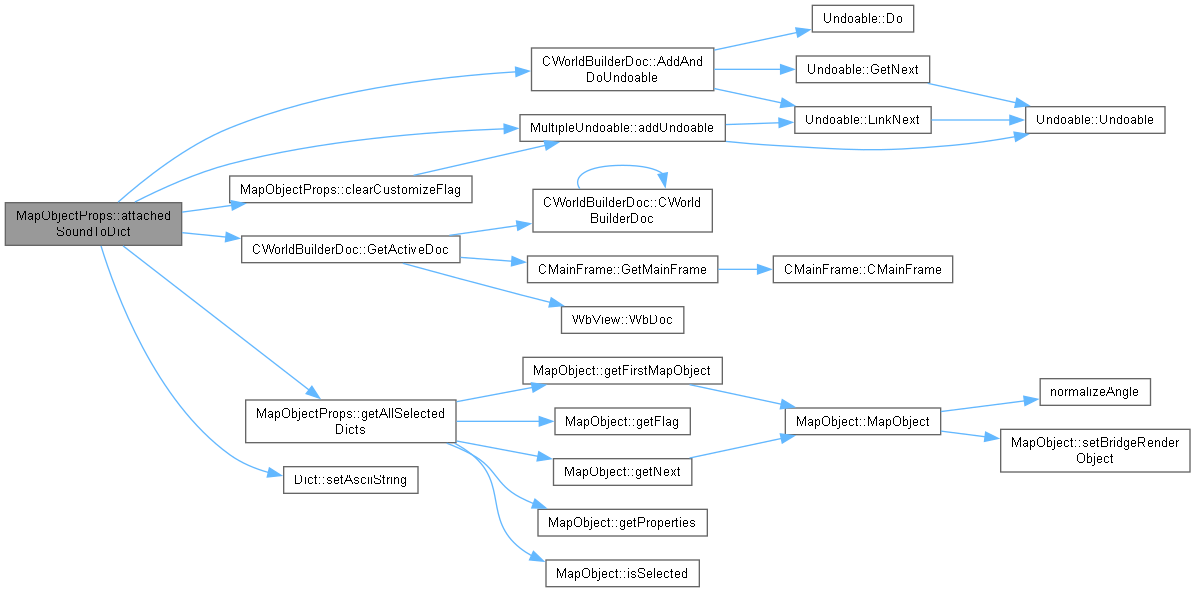 MapObjectProps::attached
SoundToDict
CWorldBuilderDoc::AddAnd
DoUndoable
MultipleUndoable::addUndoable
MapObjectProps::clearCustomizeFlag
CWorldBuilderDoc::GetActiveDoc
MapObjectProps::getAllSelected
Dicts
Dict::setAsciiString
Undoable::Do
Undoable::GetNext
Undoable::LinkNext
Undoable::Undoable
CWorldBuilderDoc::CWorld
BuilderDoc
CMainFrame::GetMainFrame
CMainFrame::CMainFrame
WbView::WbDoc
MapObject::getFirstMapObject
MapObject::getFlag
MapObject::getNext
MapObject::getProperties
MapObject::isSelected
MapObject::MapObject
normalizeAngle
MapObject::setBridgeRender
Object